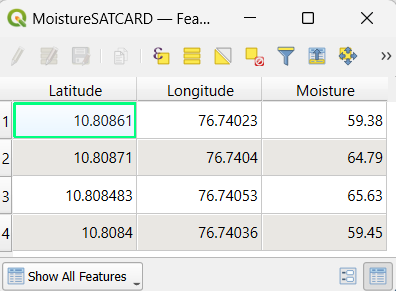 MoistureSATCARD — Fea...
Latitude Longitude Moisture
1 10.80861 76.74023 59.38
2 10.80871 76.7404 64.79
3 10.808483 76.74053 65.63
4 10.8084 76.74036 59.45
Show All Features